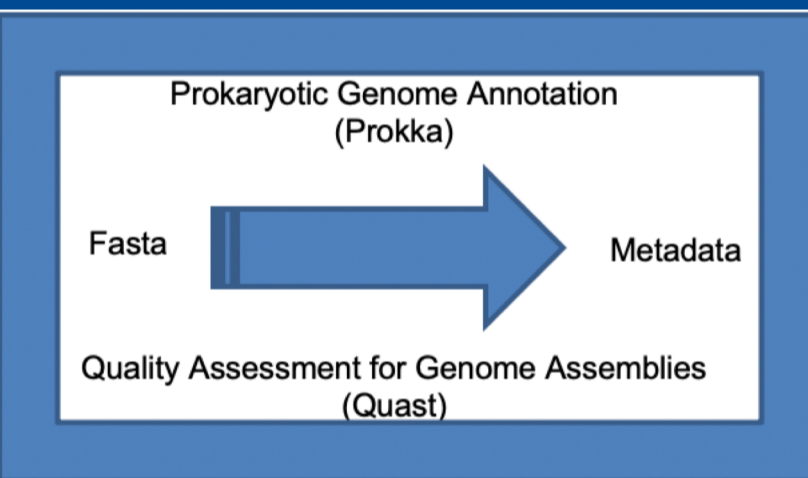 Prokaryotic Genome Annotation
(Prokka)
Fasta
Metadata
Quality Assessment for Genome Assemblies
(Quast)